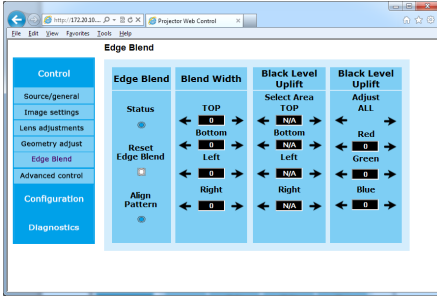 http://172.20.10....
Projector Web Control
File Edit View Favorites Tools Help
Edge Blend
Control
Source/general
Image settings
Lens adjustments
Geometry adjust
Edge Blend
Advanced control
Configuration
Diagnostics
Edge Blend
Status
Reset
Edge Blend
Align
Pattern
Blend Width
TOP
0
Bottom
0
Left
0
Right
0
Black Level
Uplift
Select Area
TOP
N/A
Bottom
N/A
Left
N/A
Right
N/A
Black Level
Uplift
Adjust
ALL
Red
0
Green
0
Blue
0